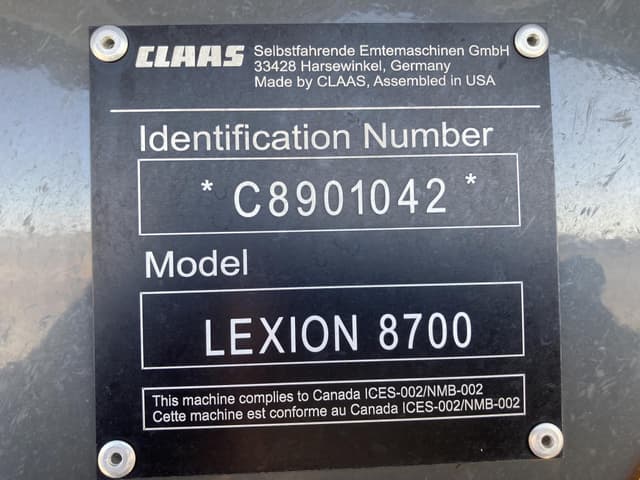 CLAAS Selbstfahrende Erntemaschinen GmbH
33428 Harsewinkel, Germany
Made by CLAAS, Assembled in USA
Identification Number
* C8901042 *
Model
LEXION 8700
This machine complies to Canada ICES-002/NMB-002
Cette machine est conforme au Canada ICES-002/NMB-002